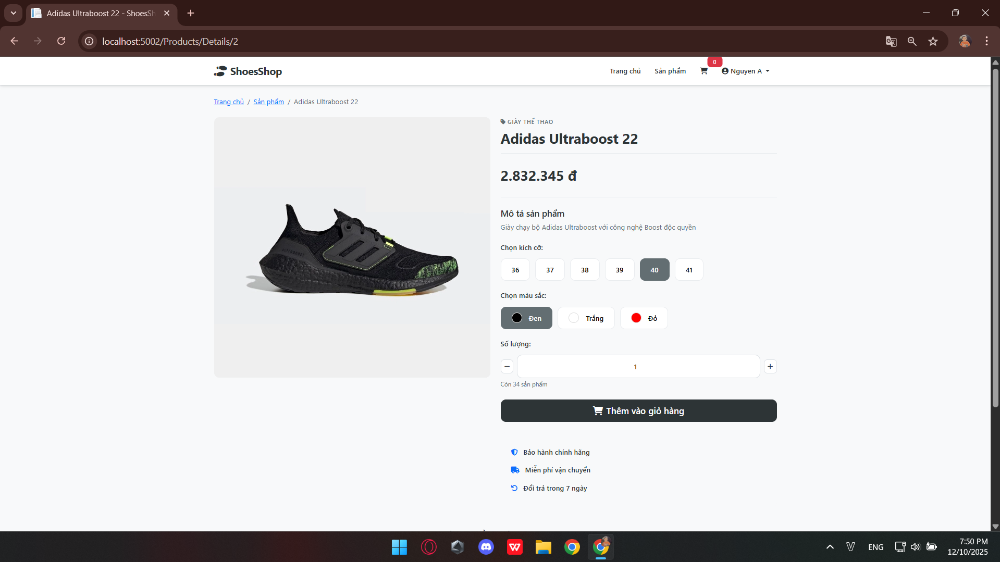 Adidas Ultraboost 22 - ShoesSh
localhost:5002/Products/Details/2
ShoesShop
Trang chủ
Sản phẩm
0
Nguyen A
Trang chủ / Sản phẩm / Adidas Ultraboost 22
GIÀY THỂ THAO
Adidas Ultraboost 22
2.832.345 đ
Mô tả sản phẩm
Giày chạy bộ Adidas Ultraboost với công nghệ Boost độc quyền
Chọn kích cỡ:
36 37 38 39 40 41
Chọn màu sắc:
Đen Trắng Đỏ
Số lượng:
− 1 +
Còn 34 sản phẩm
Thêm vào giỏ hàng
Bảo hành chính hãng
Miễn phí vận chuyển
Đổi trả trong 7 ngày
ULTRABOOST
ENG
7:50 PM
12/10/2025